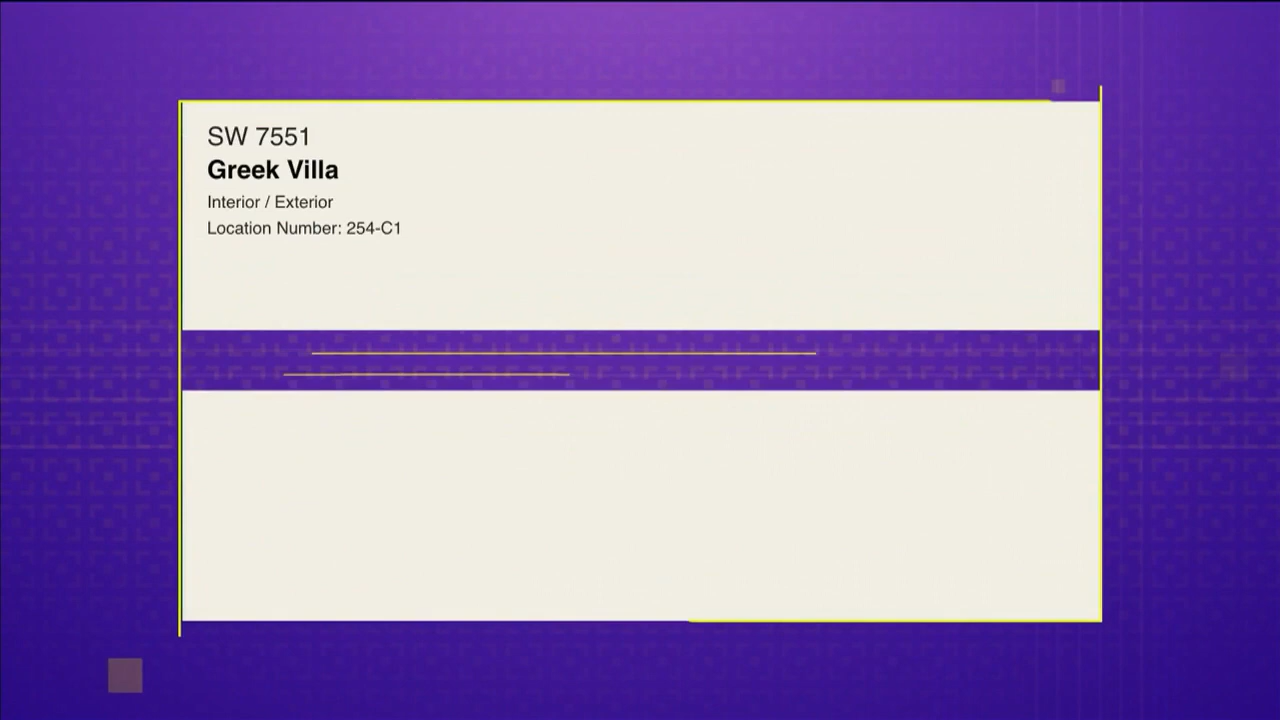 SW 7551
Greek Villa
Interior / Exterior
Location Number: 254-C1